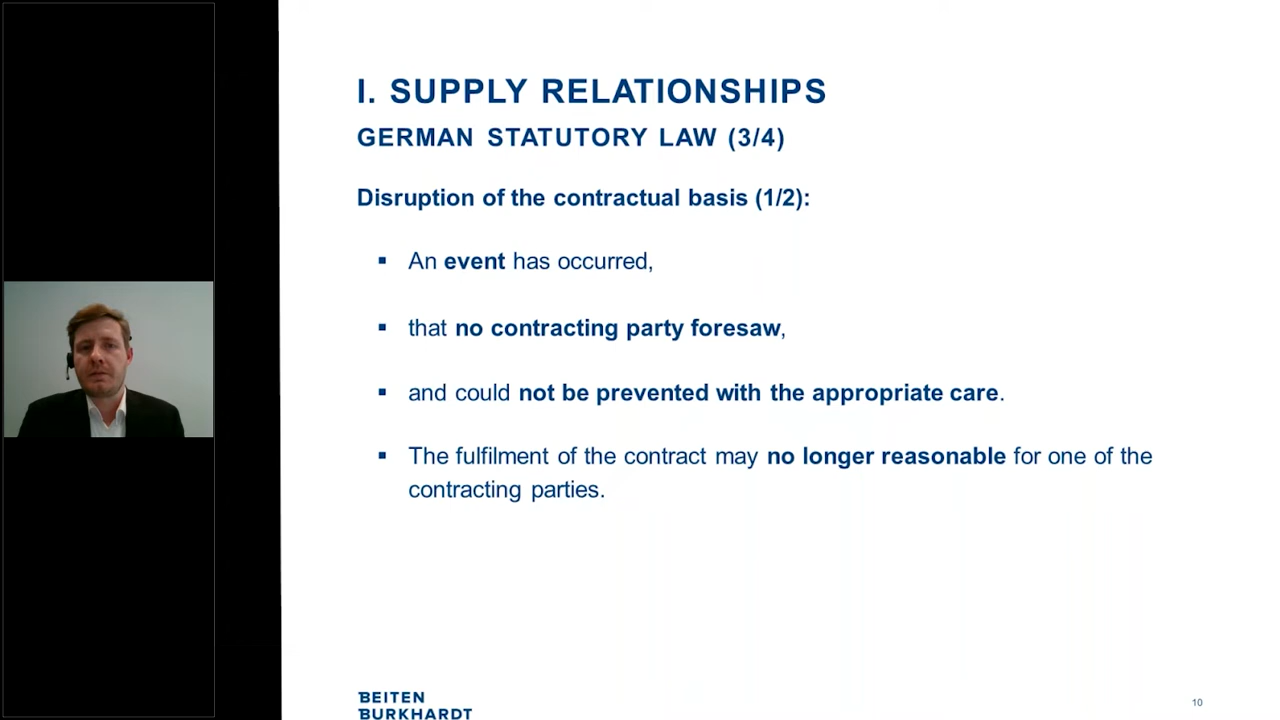 I. SUPPLY RELATIONSHIPS
GERMAN STATUTORY LAW (3/4)
Disruption of the contractual basis (1/2):
▪ An event has occurred,
▪ that no contracting party foresaw,
▪ and could not be prevented with the appropriate care.
▪ The fulfilment of the contract may no longer reasonable for one of the
contracting parties.
BEITEN
BURKHARDT
10